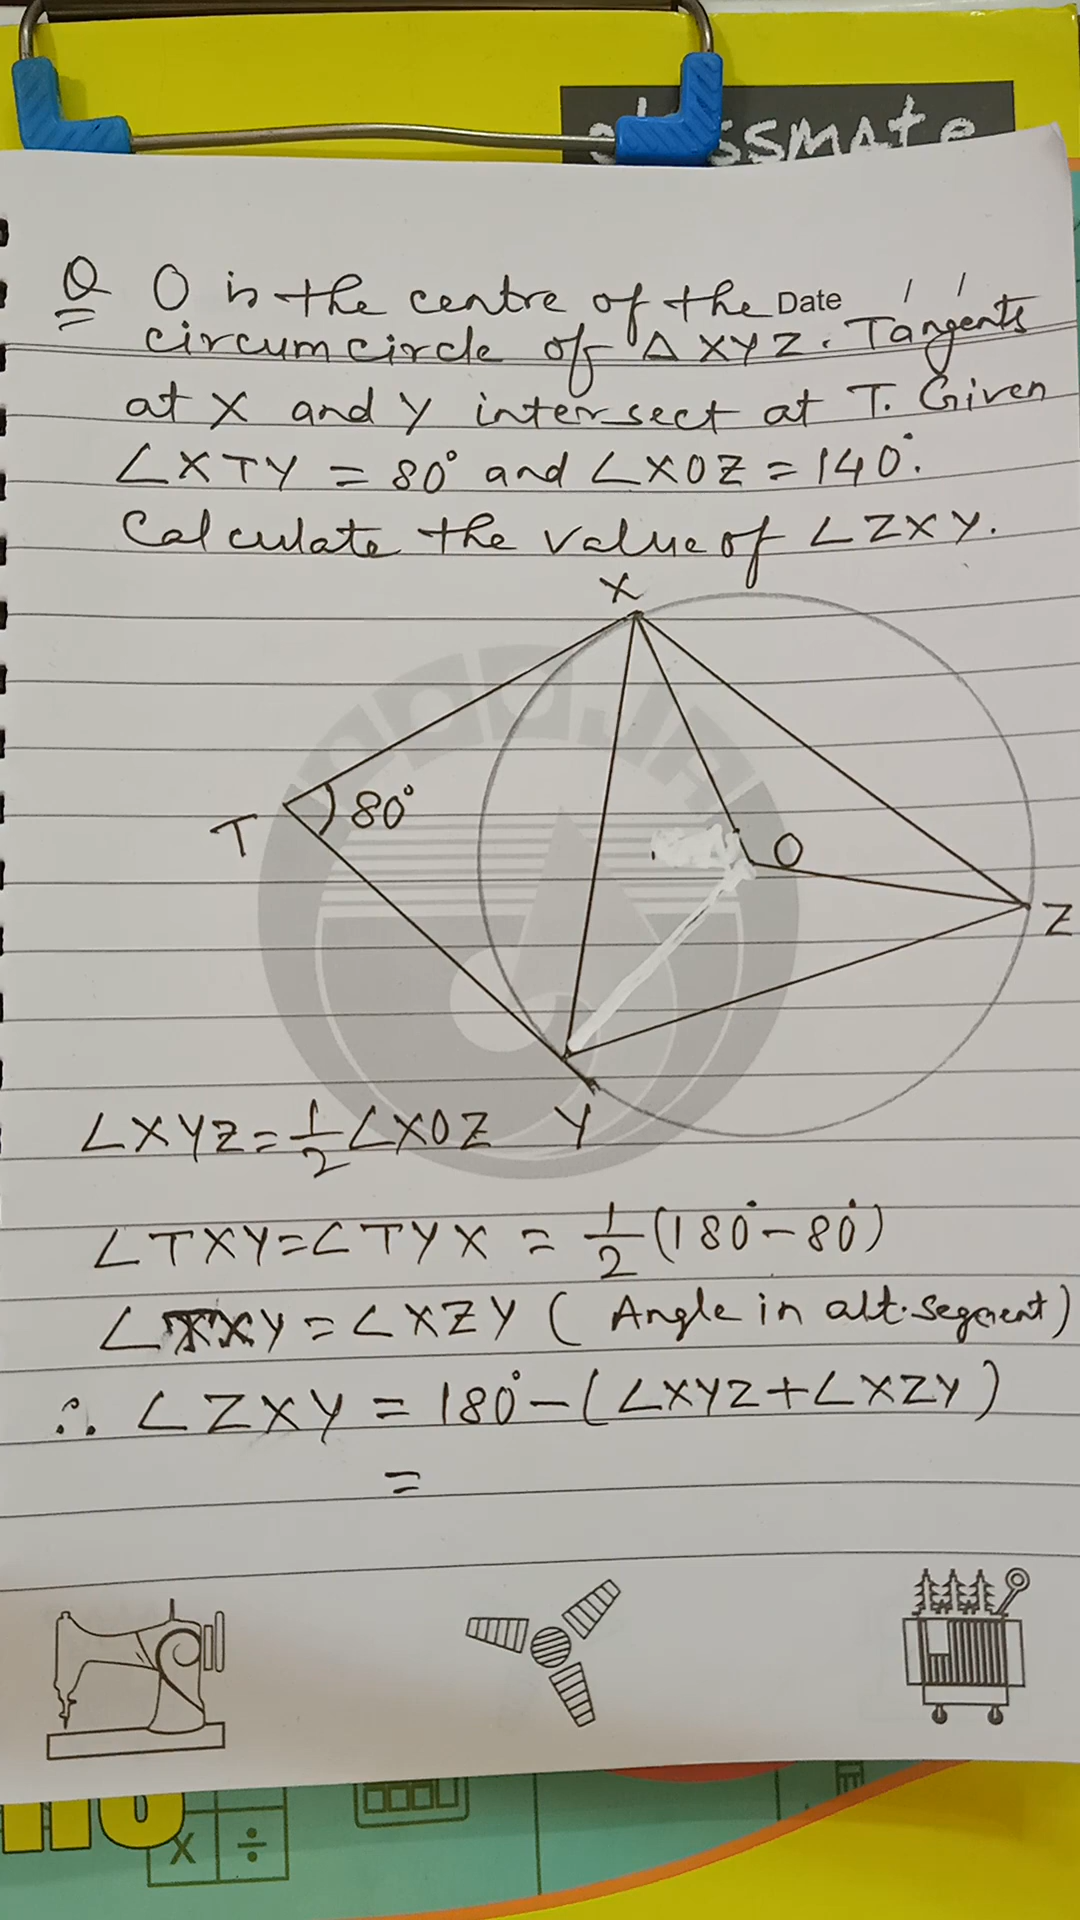 classmate
Q O is the centre of the Date / /
circumcircle of △XYZ. Tangents
at X and Y intersect at T. Given
∠XTY = 80° and ∠XOZ = 140°.
Calculate the value of ∠ZXY.
X
T 80° O
Z
∠XYZ = 1/2 ∠XOZ Y
∠TXY = ∠TYX = 1/2 (180° - 80°)
∠TXY = ∠XZY (Angle in alt. segment)
∴ ∠ZXY = 180° - (∠XYZ + ∠XZY)
=
x ÷